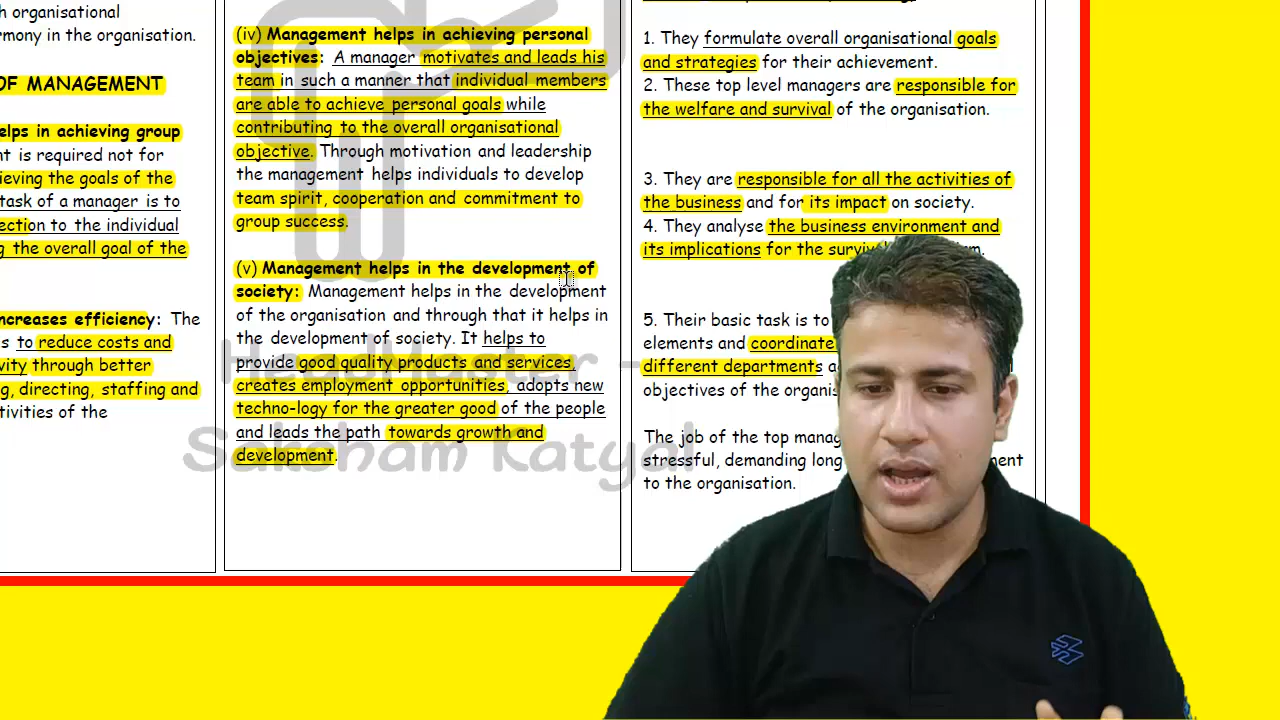 h organisational
rmony in the organisation.
OF MANAGEMENT
elps in achieving group
nt is required not for
ieving the goals of the
task of a manager is to
ection to the individual
g the overall goal of the
ncreases efficiency: The
s to reduce costs and
vity through better
g, directing, staffing and
tivities of the
(iv) Management helps in achieving personal
objectives: A manager motivates and leads his
team in such a manner that individual members
are able to achieve personal goals while
contributing to the overall organisational
objective. Through motivation and leadership
the management helps individuals to develop
team spirit, cooperation and commitment to
group success.
(v) Management helps in the development of
society: Management helps in the development
of the organisation and through that it helps in
the development of society. It helps to
provide good quality products and services,
creates employment opportunities, adopts new
techno-logy for the greater good of the people
and leads the path towards growth and
development.
1. They formulate overall organisational goals
and strategies for their achievement.
2. These top level managers are responsible for
the welfare and survival of the organisation.
3. They are responsible for all the activities of
the business and for its impact on society.
4. They analyse the business environment and
its implications for the surviv
5. Their basic task is to
elements and coordinate
different departments
objectives of the organis
The job of the top manag
stressful, demanding long ment
to the organisation.
HeadMaster -
Saksham Katyal